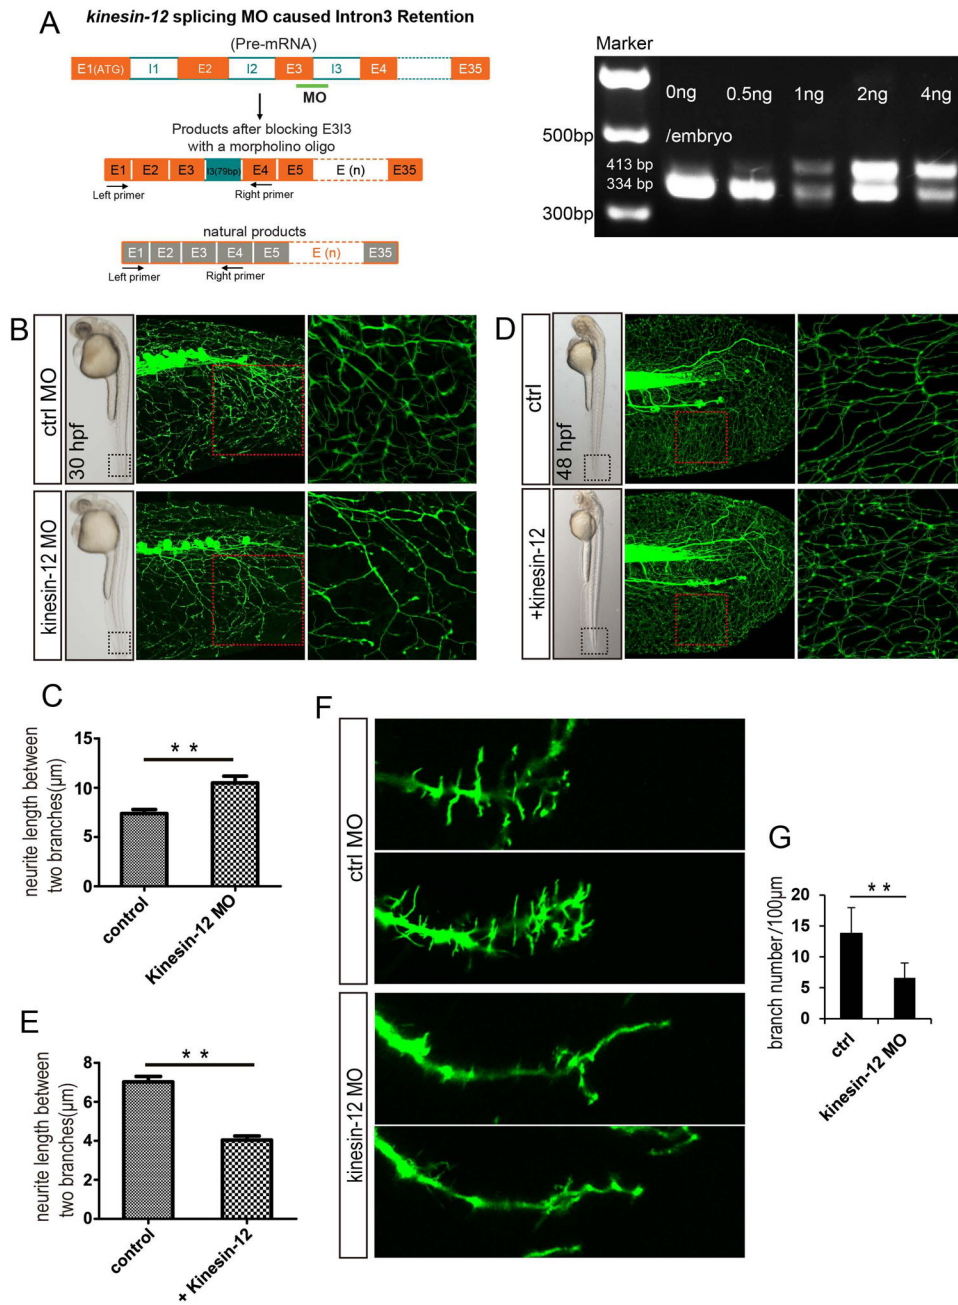 A
kinesin-12 splicing MO caused Intron3 Retention
(Pre-mRNA)
E1(ATG) I1 E2 I2 E3 I3 E4 E35
MO
Products after blocking E3I3
with a morpholino oligo
E1 E2 E3 I3(79bp) E4 E5 E (n) E35
Left primer Right primer
natural products
E1 E2 E3 E4 E5 E (n) E35
Left primer Right primer
Marker
0ng 0.5ng 1ng 2ng 4ng
/embryo
500bp
413 bp
334 bp
300bp
B
ctrl MO
30 hpf
kinesin-12 MO
D
ctrl
48 hpf
+kinesin-12
C
neurite length between
two branches(μm)
15
10
5
0
* *
control
Kinesin-12 MO
E
neurite length between
two branches(μm)
8
6
4
2
0
* *
control
+ Kinesin-12
F
ctrl MO
kinesin-12 MO
G
branch number/100μm
20
15
10
5
0
* *
ctrl
kinesin-12 MO